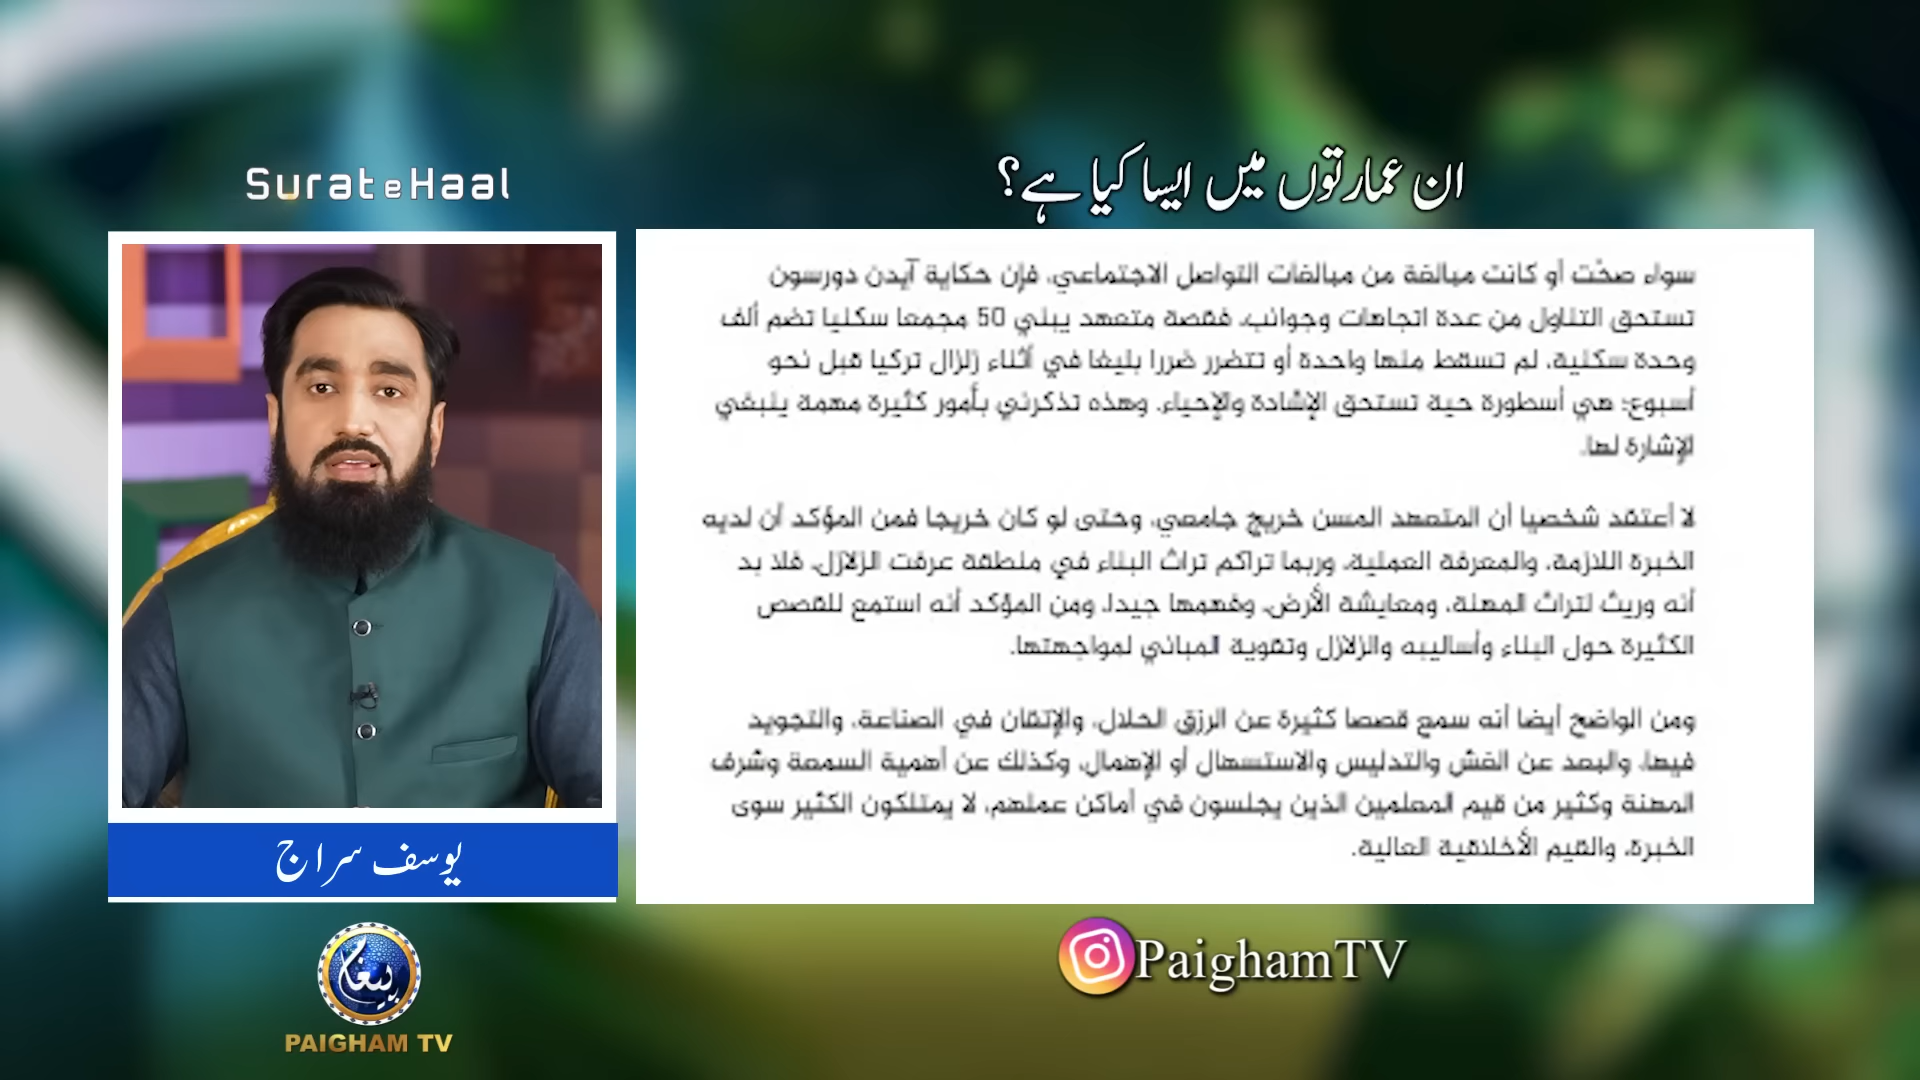 Surat e Haal
ان عمارتوں میں ایسا کیا ہے؟
سواء صحّت أو كانت مبالغة من مبالغات التواصل الاجتماعي، فإن حكاية آيدن دورسون
تستحق التناول من عدة اتجاهات وجوانب، فقصة متعهد يبني 50 مجمعا سكنيا تضم ألف
وحدة سكنية، لم تسقط منها واحدة أو تتضرر ضررا بليغا في أثناء زلزال تركيا قبل نحو
أسبوع؛ هي أسطورة حية تستحق الإشادة والإحياء، وهذه تذكرني بأمور كثيرة مهمة ينبغي
الإشارة لها.
لا أعتقد شخصيا أن المتعهد المسن خريج جامعي، وحتى لو كان خريجا فمن المؤكد أن لديه
الخبرة اللازمة، والمعرفة العملية، وربما تراكم تراث البناء في منطقة عرفت الزلازل، فلا بد
أنه وريث لتراث المهنة، ومعايشة الأرض، وفهمها جيدا، ومن المؤكد أنه استمع للقصص
الكثيرة حول البناء وأساليبه والزلازل وتقوية المباني لمواجهتها.
ومن الواضح أيضا أنه سمع قصصا كثيرة عن الرزق الحلال، والإتقان في الصناعة، والتجويد
فيها، والبعد عن الغش والتدليس والاستسهال أو الإهمال، وكذلك عن أهمية السمعة وشرف
المهنة وكثير من قيم المعلمين الذين يجلسون في أماكن عملهم، لا يمتلكون الكثير سوى
الخبرة، والقيم الأخلاقية العالية.
یوسف سراج
پیغام
PAIGHAM TV
PaighamTV